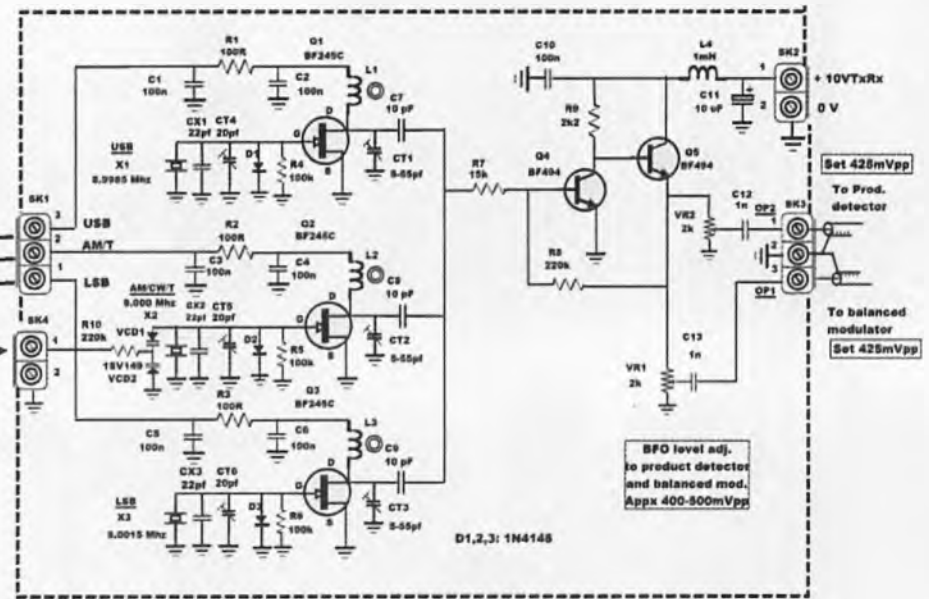 R1
100R
Q1
BF245C
L1
C1
100n
C2
100n
C7
10 pF
D
G
S
CX1
22pf
CT4
20pf
D1
R4
100k
CT1
5-55pf
USB
X1
8.9985 Mhz
SK1
3
USB
2
AM/T
1
LSB
R2
100R
Q2
BF245C
L2
C3
100n
C4
100n
C8
10 pF
AM/CW/T
9.000 Mhz
X2
CX2
22pf
CT5
20pf
D
G
S
D2
R5
100k
CT2
5-55pf
SK4
1
2
R10
220k
VCD1
1SV149
VCD2
R3
100R
Q3
BF245C
L3
C5
100n
C6
100n
C9
10 pF
CX3
22pf
CT6
20pf
D
G
S
D3
R6
100k
CT3
5-55pf
LSB
X3
9.0015 Mhz
D1,2,3: 1N4148
C10
100n
L4
1mH
SK2
1
+ 10VTxRx
2
0 V
C11
10 uF
+
R9
2k2
Q4
BF494
Q5
BF494
R7
15k
R8
220k
VR2
2k
C12
1n
OP2
SK3
1
2
3
OP1
Set 425mVpp
To Prod.
detector
To balanced
modulator
Set 425mVpp
C13
1n
VR1
2k
BFO level adj.
to product detector
and balanced mod.
Appx 400-500mVpp